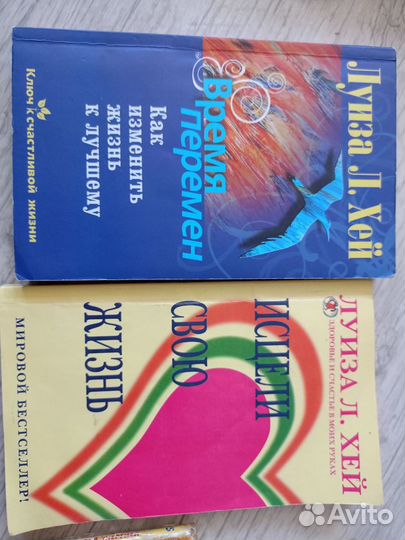 Луиза Л. Хей
Время
перемен
Как
изменить
жизнь
к лучшему
Ключ к счастливой жизни
ЛУИЗА Л. ХЕЙ
ЗДОРОВЬЕ И СЧАСТЬЕ В МОИХ РУКАХ
ИСЦЕЛИ
СВОЮ
ЖИЗНЬ
МИРОВОЙ БЕСТСЕЛЛЕР!
Avito